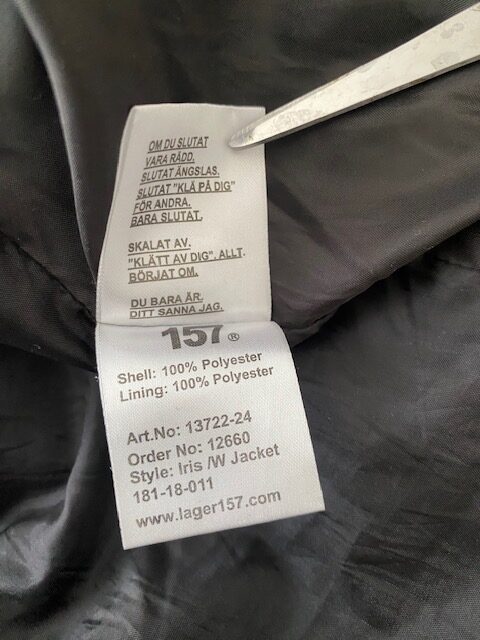 OM DU SLUTAT
VARA RÄDD.
SLUTAT ÄNGSLAS.
SLUTAT "KLÄ PÅ DIG"
FÖR ANDRA.
BARA SLUTAT.
SKALAT AV.
"KLÄTT AV DIG". ALLT.
BÖRJAT OM.
DU BARA ÄR.
DITT SANNA JAG.
157®
Shell: 100% Polyester
Lining: 100% Polyester
Art.No: 13722-24
Order No: 12660
Style: Iris /W Jacket
181-18-011
www.lager157.com